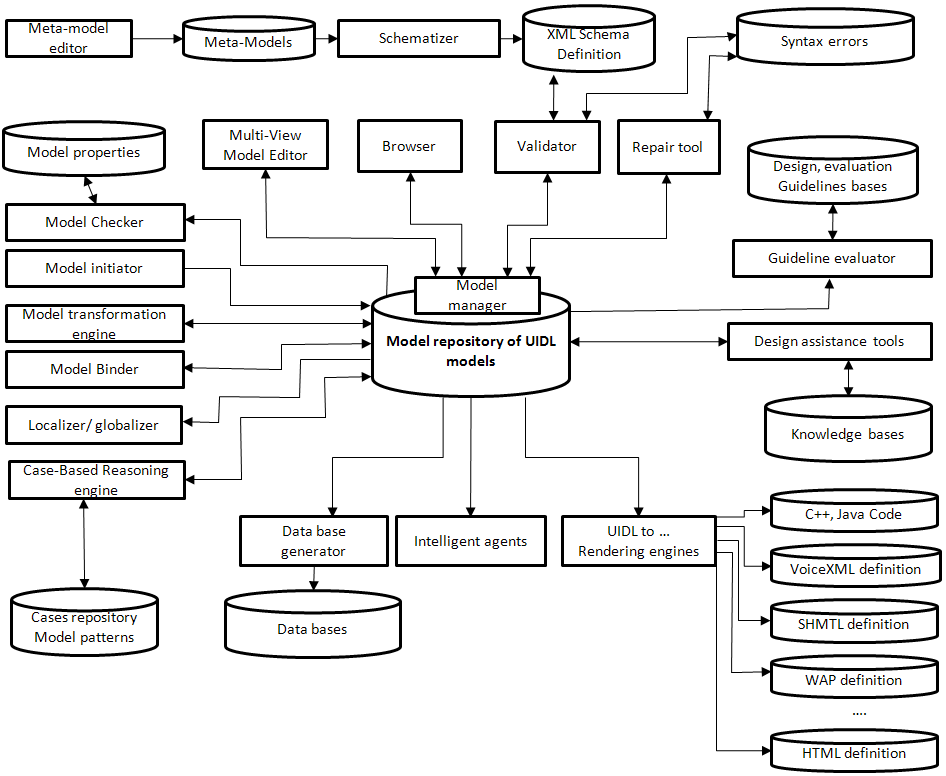 Meta-model
editor
Meta-Models
Schematizer
XML Schema
Definition
Syntax errors
Model properties
Multi-View
Model Editor
Browser
Validator
Repair tool
Design, evaluation
Guidelines bases
Model Checker
Guideline evaluator
Model initiator
Model
manager
Model transformation
engine
Model repository of UIDL
models
Design assistance tools
Model Binder
Localizer/ globalizer
Knowledge bases
Case-Based Reasoning
engine
Data base
generator
Intelligent agents
UIDL to ...
Rendering engines
C++, Java Code
VoiceXML definition
Cases repository
Model patterns
Data bases
SHMTL definition
WAP definition
....
HTML definition